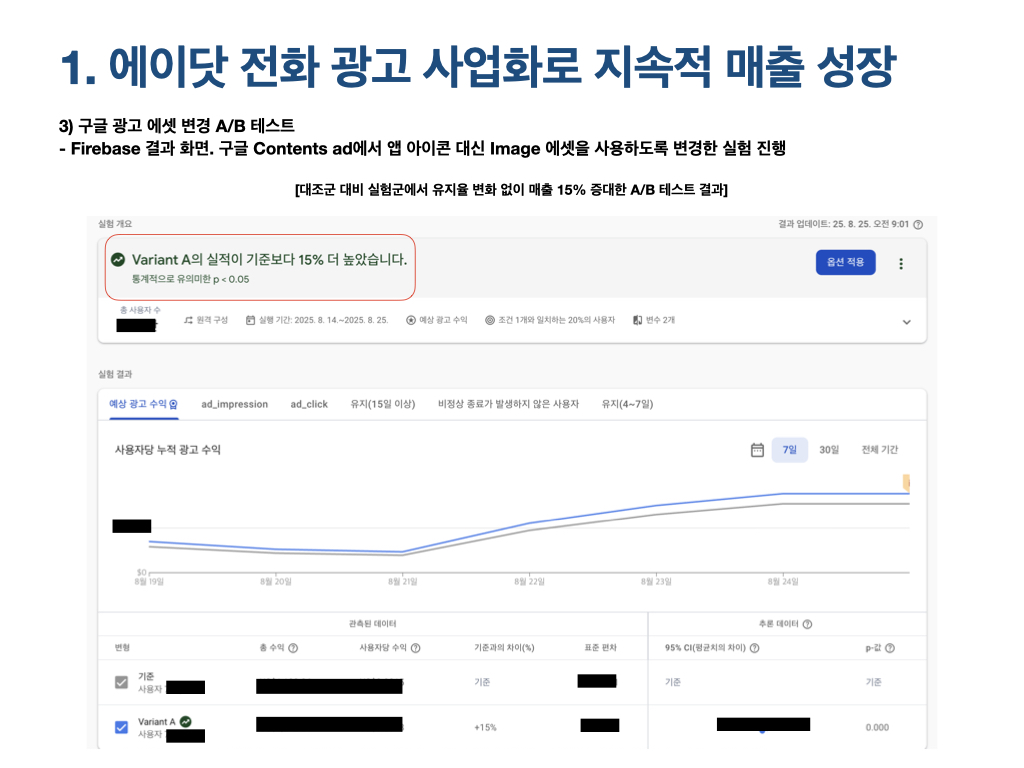 1. 에이닷 전화 광고 사업화로 지속적 매출 성장
3) 구글 광고 에셋 변경 A/B 테스트
- Firebase 결과 화면. 구글 Contents ad에서 앱 아이콘 대신 Image 에셋을 사용하도록 변경한 실험 진행
[대조군 대비 실험군에서 유지율 변화 없이 매출 15% 증대한 A/B 테스트 결과]
실험 개요
결과 업데이트: 25. 8. 25. 오전 9:01
Variant A의 실적이 기준보다 15% 더 높았습니다.
통계적으로 유의미한 p < 0.05
옵션 적용
총 사용자 수
원격 구성
실행 기간: 2025. 8. 14.~2025. 8. 25.
예상 광고 수익
조건 1개와 일치하는 20%의 사용자
변수 2개
실험 결과
예상 광고 수익 ad_impression ad_click 유지(15일 이상) 비정상 종료가 발생하지 않은 사용자 유지(4~7일)
사용자당 누적 광고 수익
7일 30일 전체 기간
$0
8월 19일 8월 20일 8월 21일 8월 22일 8월 23일 8월 24일
관측된 데이터 추론 데이터
변형 총 수익 사용자당 수익 기준과의 차이(%) 표준 편차 95% CI(평균치의 차이) p-값
기준 기준 기준 기준
사용자
Variant A
+15% 0.000
사용자